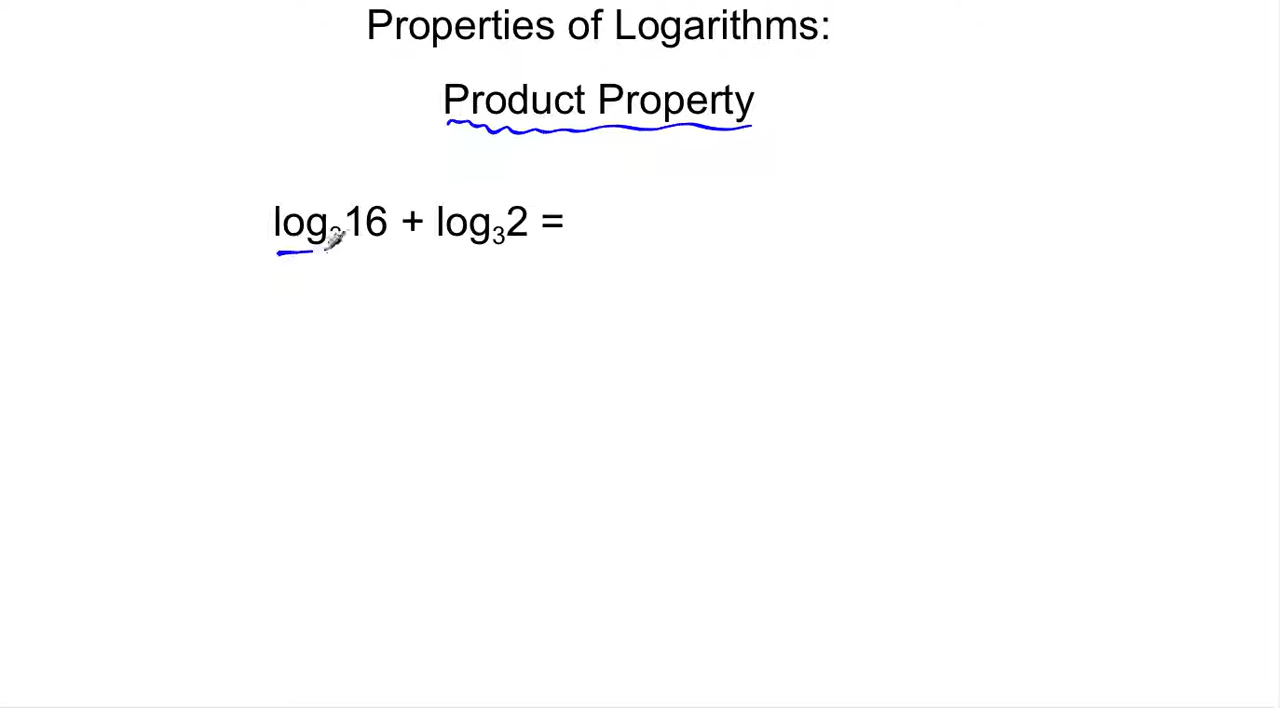 Properties of Logarithms:
Product Property
log 16 + log₃2 =